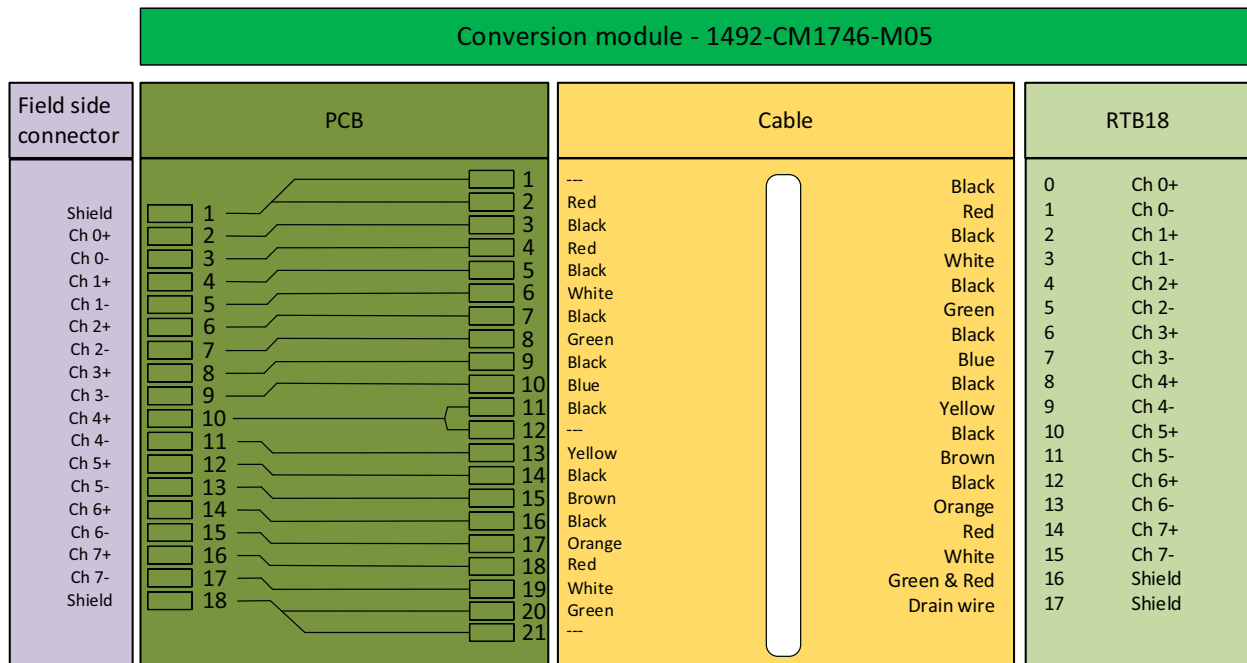 Conversion module - 1492-CM1746-M05
Field side connector PCB Cable RTB18
1 --- Black 0 Ch 0+
2 Red
Shield 1 Red 1 Ch 0-
3 Black
Ch 0+ 2 Black 2 Ch 1+
4 Red
Ch 0- 3 White 3 Ch 1-
5 Black
Ch 1+ 4 Black 4 Ch 2+
6 White
Ch 1- 5 Green 5 Ch 2-
7 Black
Ch 2+ 6 Black 6 Ch 3+
8 Green
Ch 2- 7 Blue 7 Ch 3-
9 Black
Ch 3+ 8 Black 8 Ch 4+
10 Blue
Ch 3- 9 Yellow 9 Ch 4-
11 Black
Ch 4+ 10 Black 10 Ch 5+
12 ---
Ch 4- 11 Brown 11 Ch 5-
13 Yellow
Ch 5+ 12 Black 12 Ch 6+
14 Black
Ch 5- 13 Orange 13 Ch 6-
15 Brown
Ch 6+ 14 Red 14 Ch 7+
16 Black
Ch 6- 15 White 15 Ch 7-
17 Orange
Ch 7+ 16 Green & Red 16 Shield
18 Red
Ch 7- 17 Drain wire 17 Shield
19 White
Shield 18
20 Green
21 ---